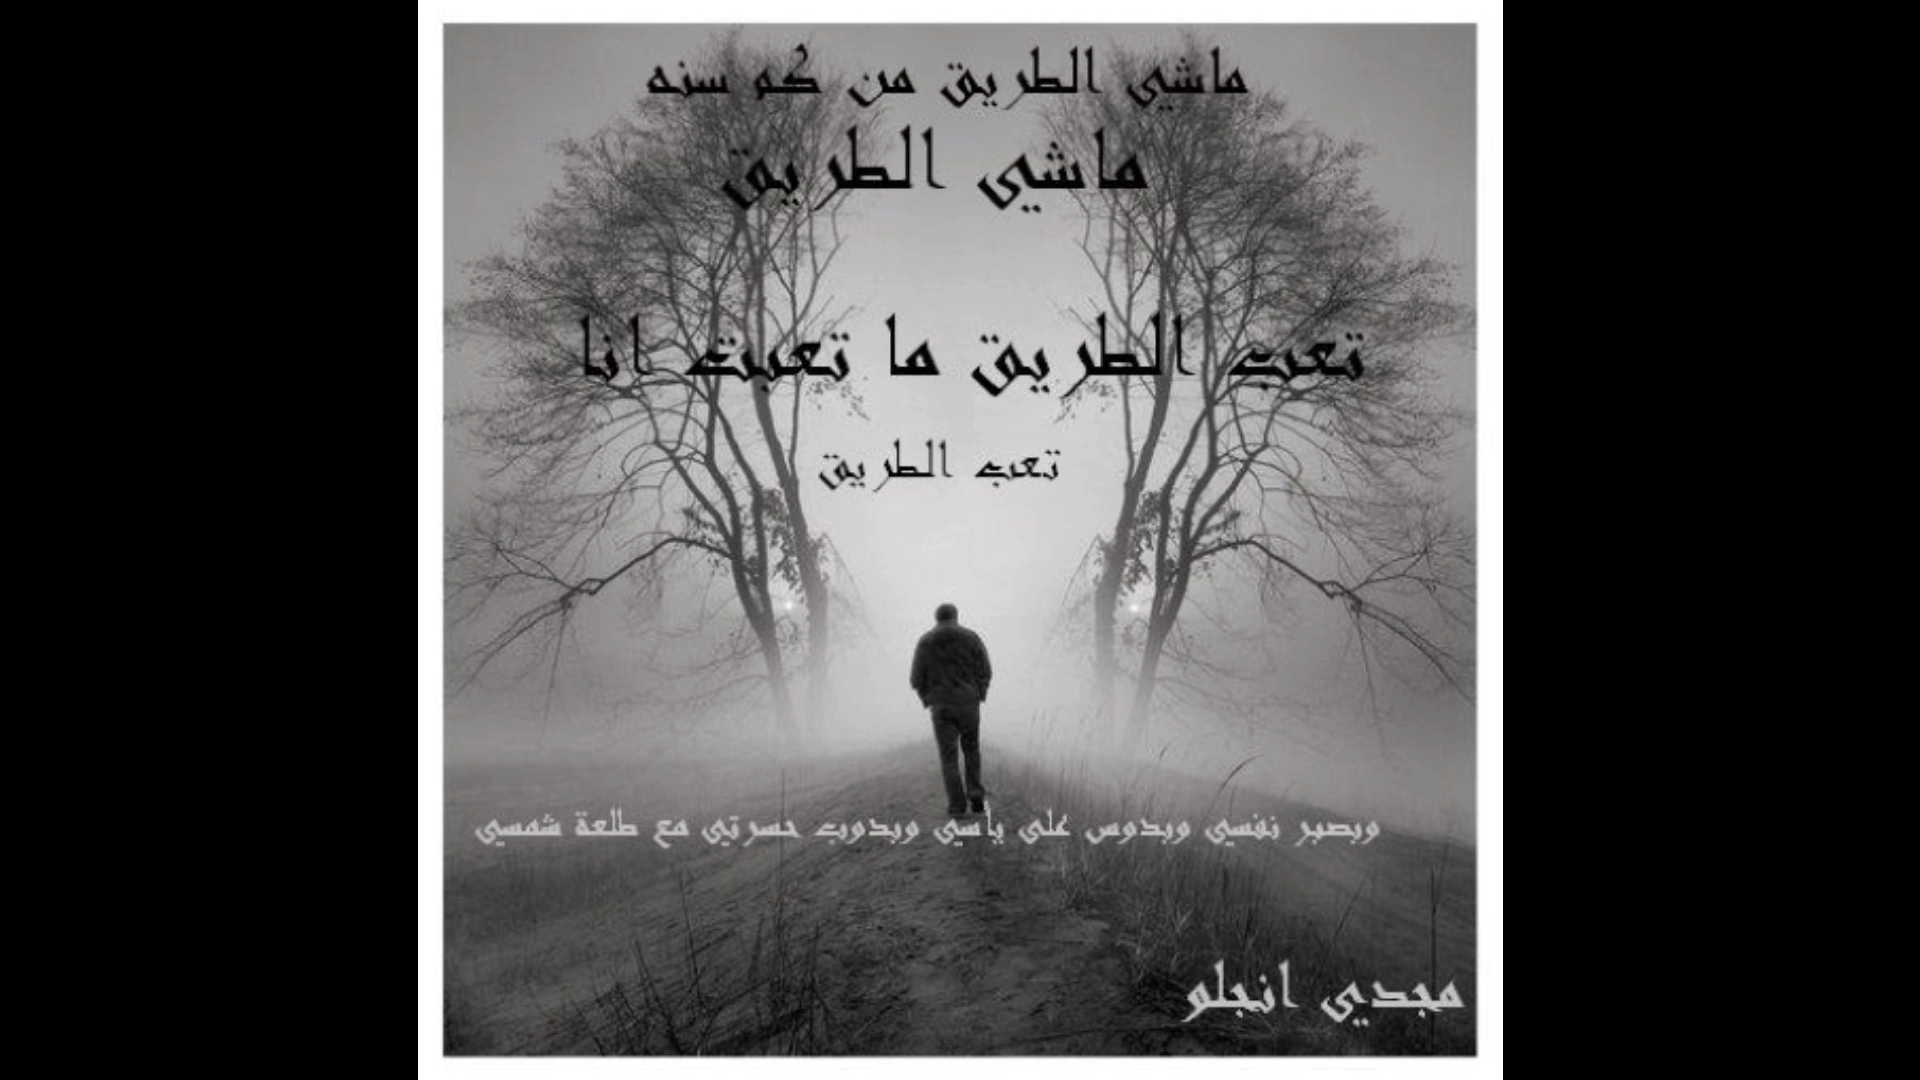 ماشي الطريق من كم سنه
ماشي الطريق
تعب الطريق ما تعبت انا
تعب الطريق
وبصبر نفسي وبدوس على يأسي وبدوب حسرتي مع طلعة شمسي
مجدي انجلو